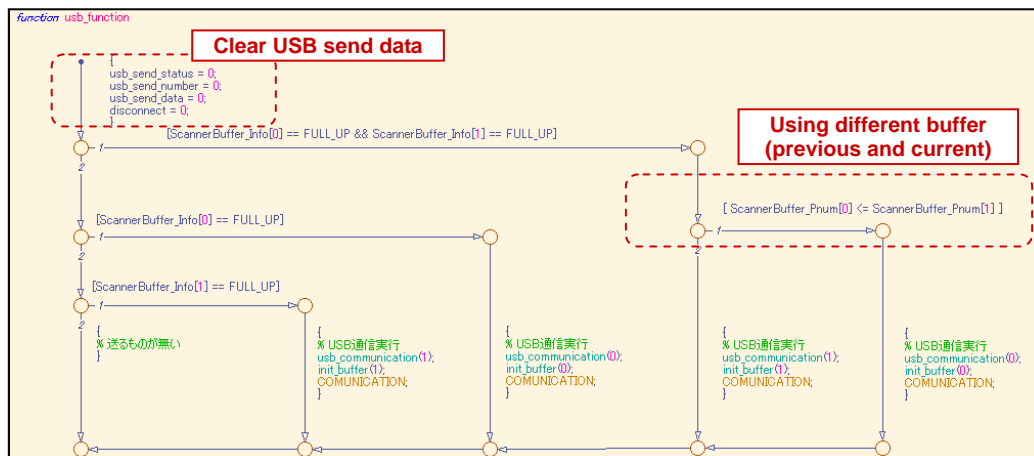 function usb_function
Clear USB send data
{
usb_send_status = 0;
usb_send_number = 0;
usb_send_data = 0;
disconnect = 0;
}
[ScannerBuffer_Info[0] == FULL_UP && ScannerBuffer_Info[1] == FULL_UP]
1
2
Using different buffer
(previous and current)
[ ScannerBuffer_Pnum[0] <= ScannerBuffer_Pnum[1] ]
1
2
[ScannerBuffer_Info[0] == FULL_UP]
1
2
[ScannerBuffer_Info[1] == FULL_UP]
1
2
{
% 送るものが無い
}
{
% USB通信実行
usb_communication(1);
init_buffer(1);
COMUNICATION;
}
{
% USB通信実行
usb_communication(0);
init_buffer(0);
COMUNICATION;
}
{
% USB通信実行
usb_communication(1);
init_buffer(1);
COMUNICATION;
}
{
% USB通信実行
usb_communication(0);
init_buffer(0);
COMUNICATION;
}